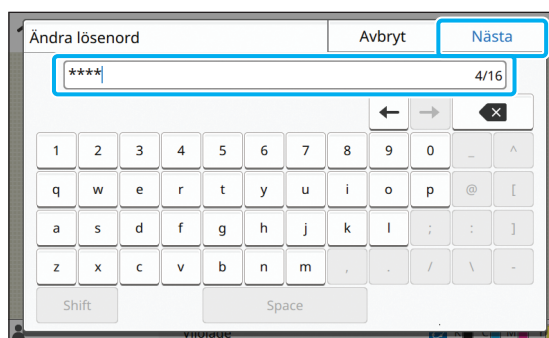 Ändra lösenord Avbryt Nästa
**** 4/16
← → ×
1 2 3 4 5 6 7 8 9 0 _ ^
q w e r t y u i o p @ [
a s d f g h j k l ; : ]
z x c v b n m , . / \ -
Shift Space